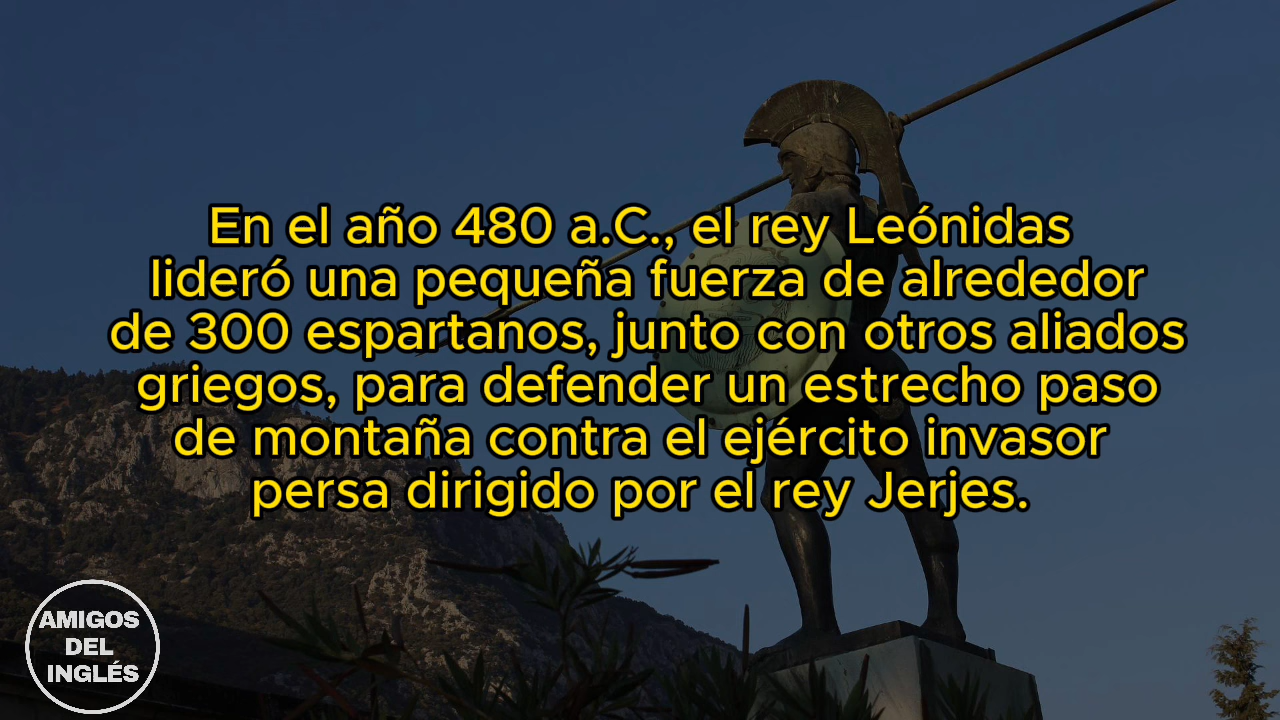 En el año 480 a.C., el rey Leónidas
lideró una pequeña fuerza de alrededor
de 300 espartanos, junto con otros aliados
griegos, para defender un estrecho paso
de montaña contra el ejército invasor
persa dirigido por el rey Jerjes.
AMIGOS
DEL
INGLÉS